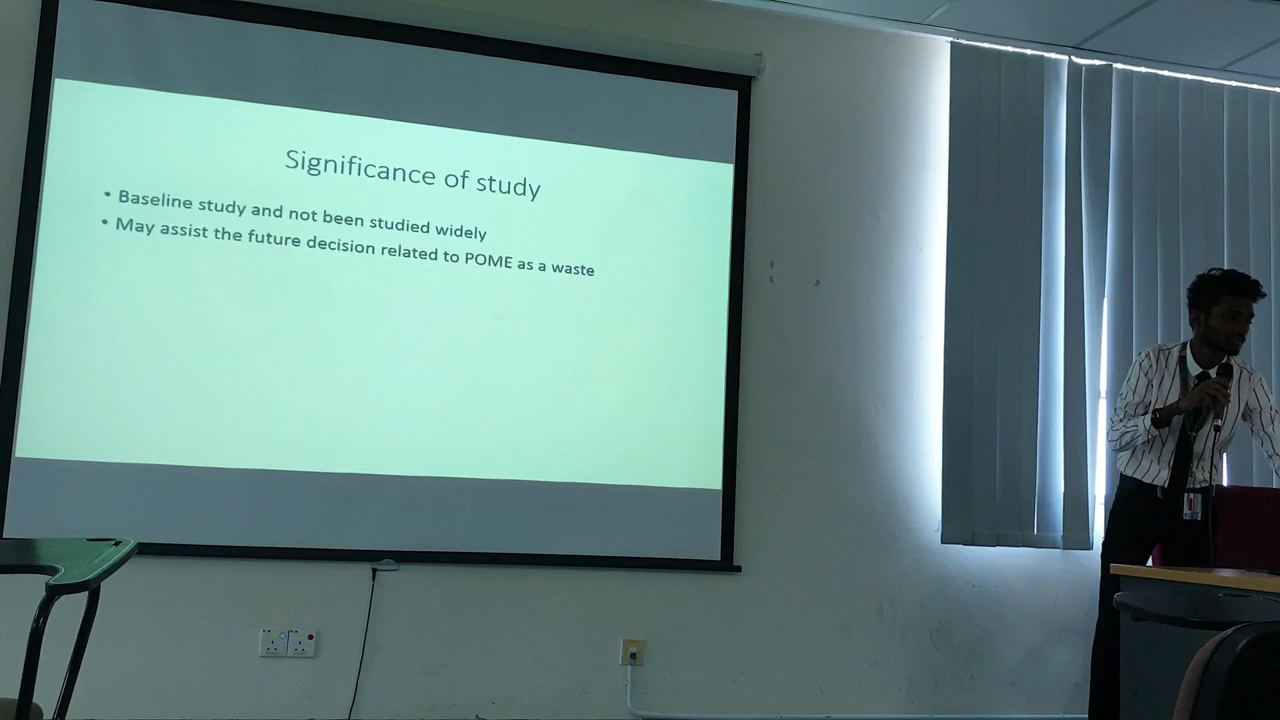 Significance of study
• Baseline study and not been studied widely
• May assist the future decision related to POME as a waste